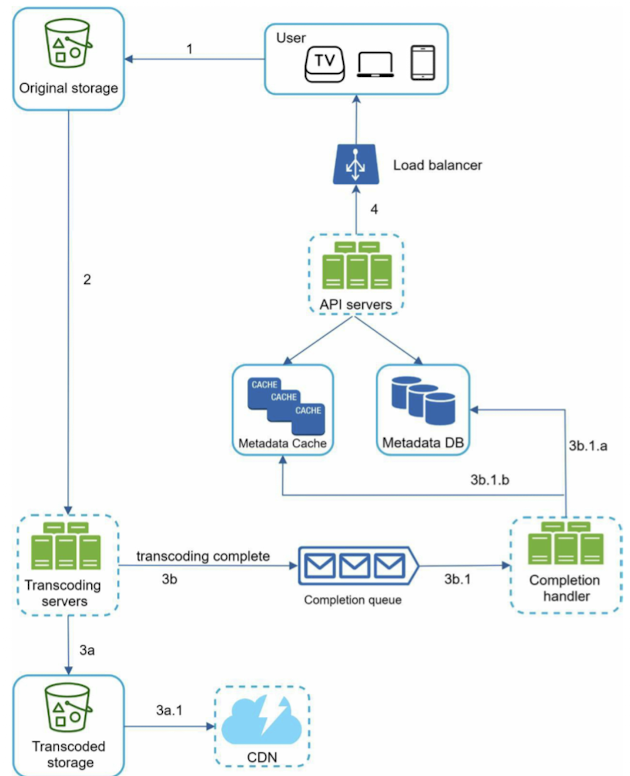 User
TV
1
Original storage
Load balancer
4
2
API servers
CACHE
CACHE
CACHE
Metadata Cache
Metadata DB
3b.1.a
3b.1.b
transcoding complete
3b
3b.1
Transcoding
servers
Completion queue
Completion
handler
3a
3a.1
Transcoded
storage
CDN